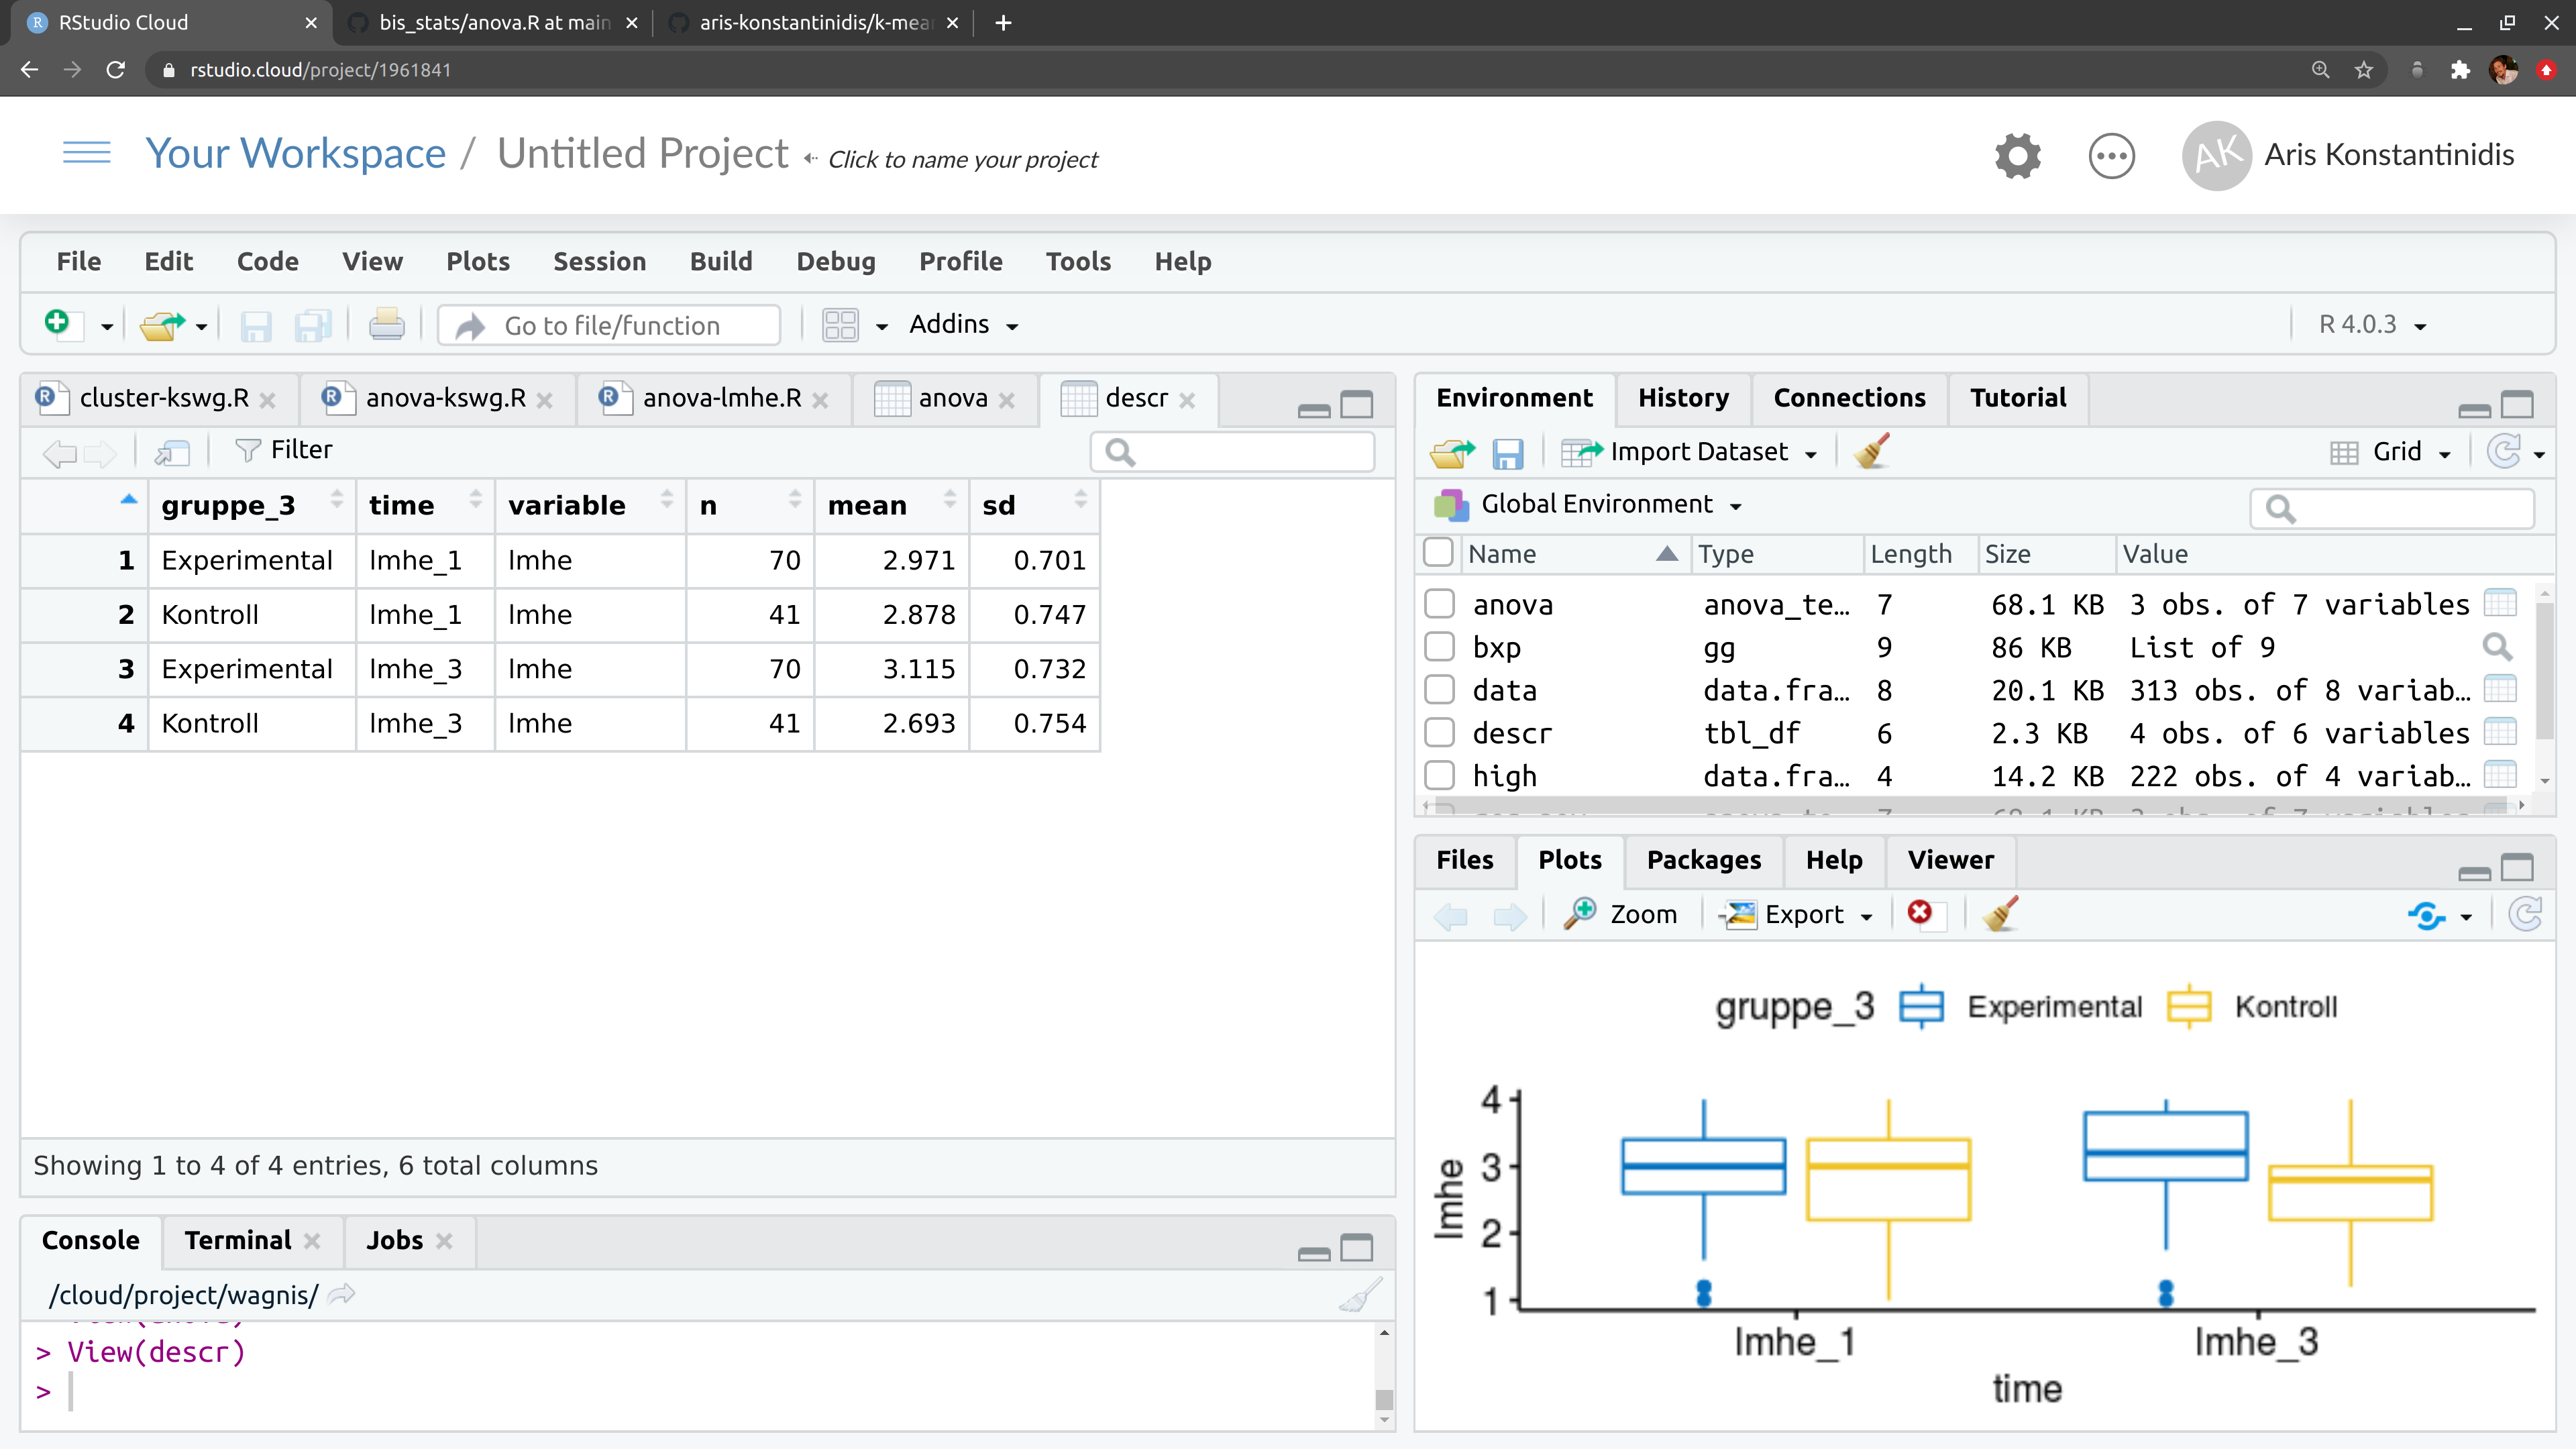 RStudio Cloud
bis_stats/anova.R at main
aris-konstantinidis/k-mea
rstudio.cloud/project/1961841
Your Workspace / Untitled Project Click to name your project
AK Aris Konstantinidis
File Edit Code View Plots Session Build Debug Profile Tools Help
Go to file/function Addins R 4.0.3
cluster-kswg.R anova-kswg.R anova-lmhe.R anova descr
Filter
gruppe_3 time variable n mean sd
1 Experimental lmhe_1 lmhe 70 2.971 0.701
2 Kontroll lmhe_1 lmhe 41 2.878 0.747
3 Experimental lmhe_3 lmhe 70 3.115 0.732
4 Kontroll lmhe_3 lmhe 41 2.693 0.754
Showing 1 to 4 of 4 entries, 6 total columns
Console Terminal Jobs
/cloud/project/wagnis/
> View(descr)
>
Environment History Connections Tutorial
Import Dataset Grid
Global Environment
Name Type Length Size Value
anova anova_te… 7 68.1 KB 3 obs. of 7 variables
bxp gg 9 86 KB List of 9
data data.fra… 8 20.1 KB 313 obs. of 8 variab…
descr tbl_df 6 2.3 KB 4 obs. of 6 variables
high data.fra… 4 14.2 KB 222 obs. of 4 variab…
Files Plots Packages Help Viewer
Zoom Export
gruppe_3 Experimental Kontroll
4
3
2
1
lmhe
lmhe_1 lmhe_3
time